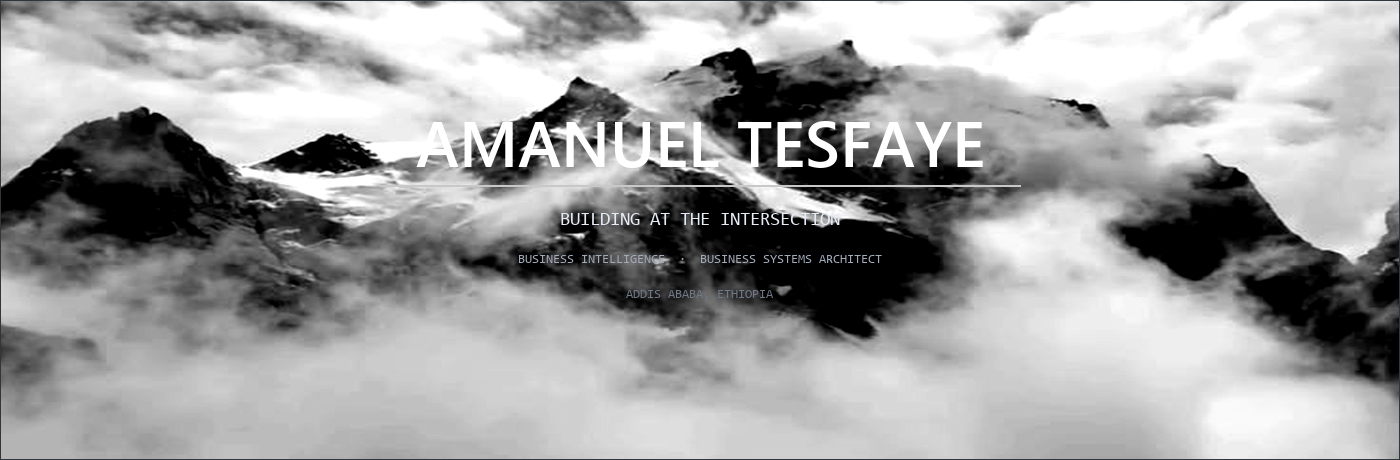 AMANUEL TESFAYE
BUILDING AT THE INTERSECTION
BUSINESS INTELLIGENCE · BUSINESS SYSTEMS ARCHITECT
ADDIS ABABA, ETHIOPIA